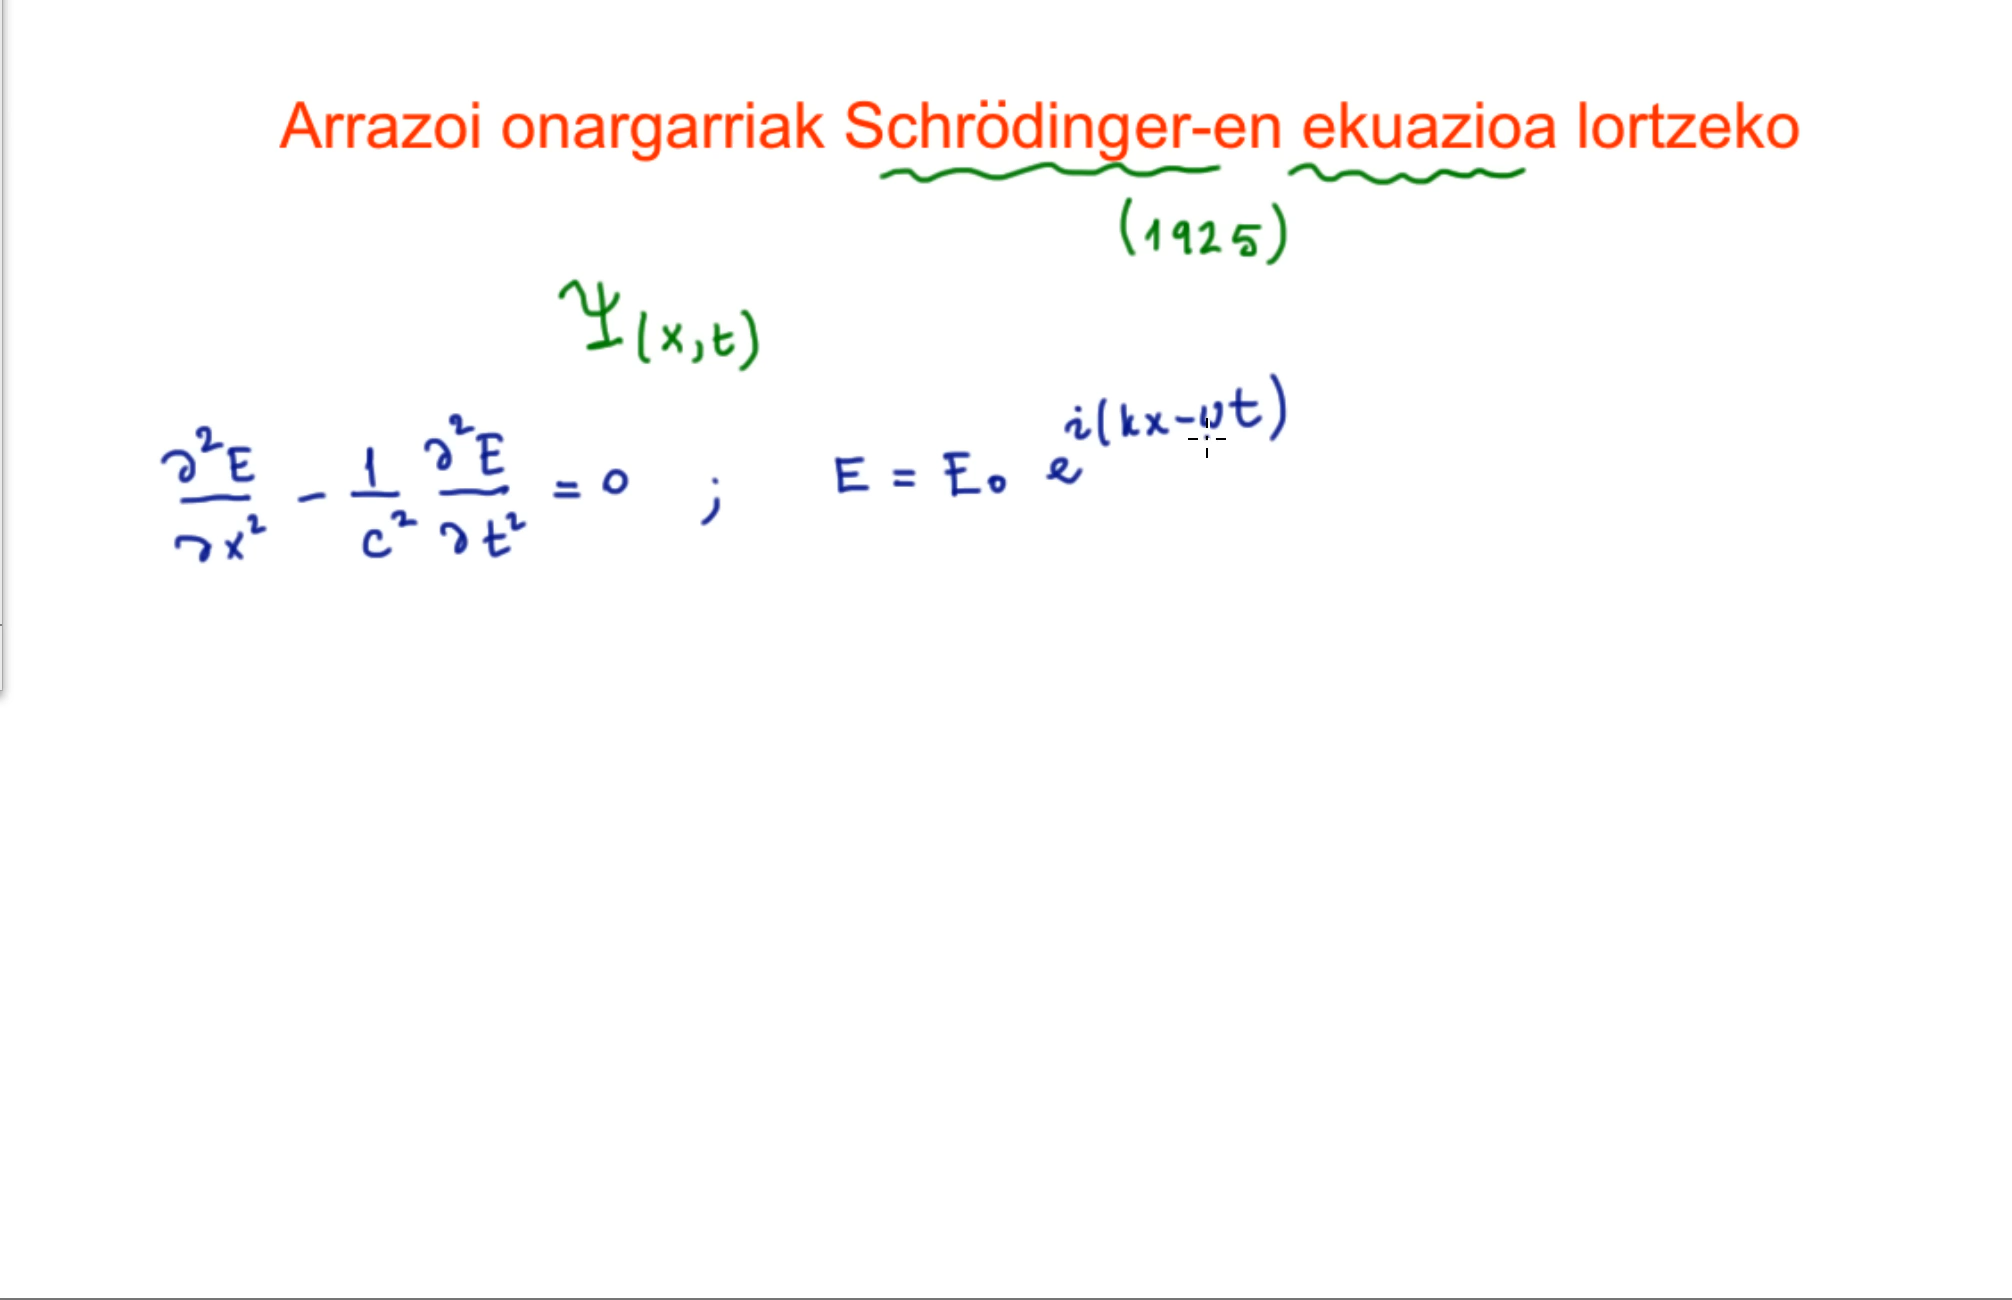 Arrazoi onargarriak Schrödinger-en ekuazioa lortzeko
(1925)
Ψ(x,t)
∂²E/∂x² - 1/c² ∂²E/∂t² = 0 ; E = E₀ e^{i(kx-ωt)}